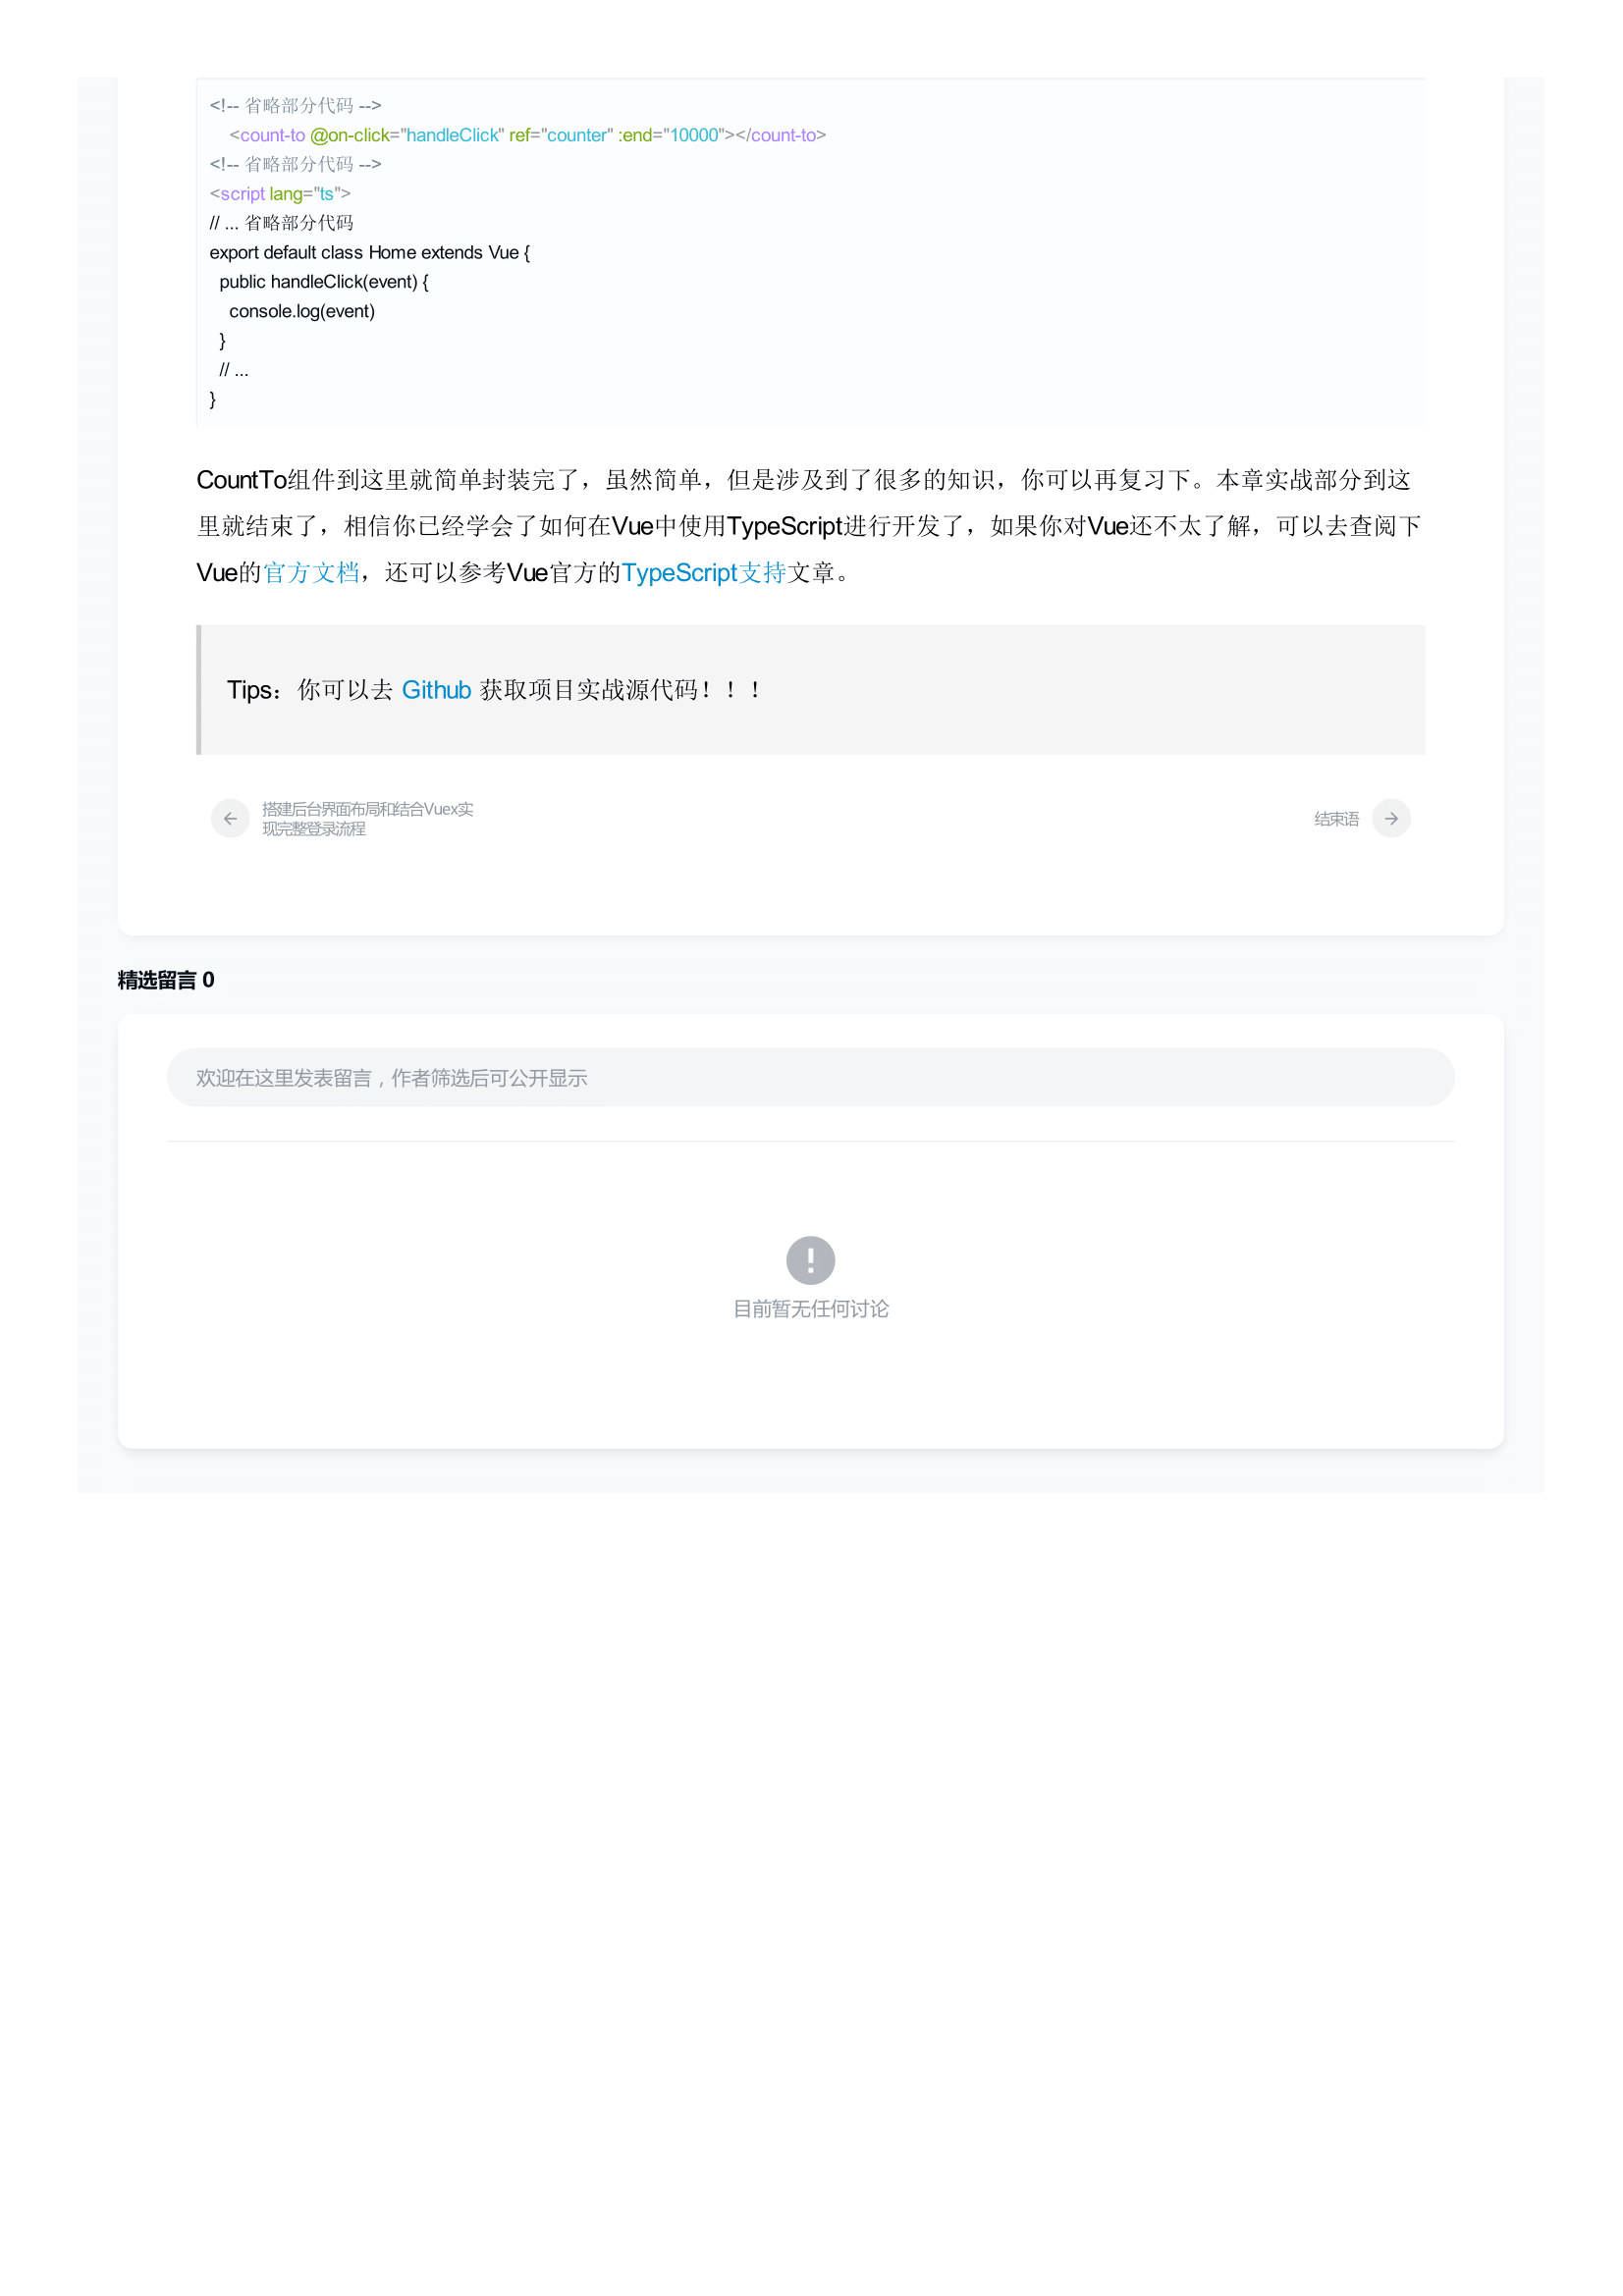 <!-- 省略部分代码 -->
    <count-to @on-click="handleClick" ref="counter" :end="10000"></count-to>
<!-- 省略部分代码 -->
<script lang="ts">
// ... 省略部分代码
export default class Home extends Vue {
  public handleClick(event) {
    console.log(event)
  }
  // ...
}
CountTo组件到这里就简单封装完了，虽然简单，但是涉及到了很多的知识，你可以再复习下。本章实战部分到这
里就结束了，相信你已经学会了如何在Vue中使用TypeScript进行开发了，如果你对Vue还不太了解，可以去查阅下
Vue的官方文档，还可以参考Vue官方的TypeScript支持文章。
Tips：你可以去 Github 获取项目实战源代码！！！
搭建后台界面布局和结合Vuex实
现完整登录流程
结束语
精选留言 0
欢迎在这里发表留言，作者筛选后可公开显示
目前暂无任何讨论